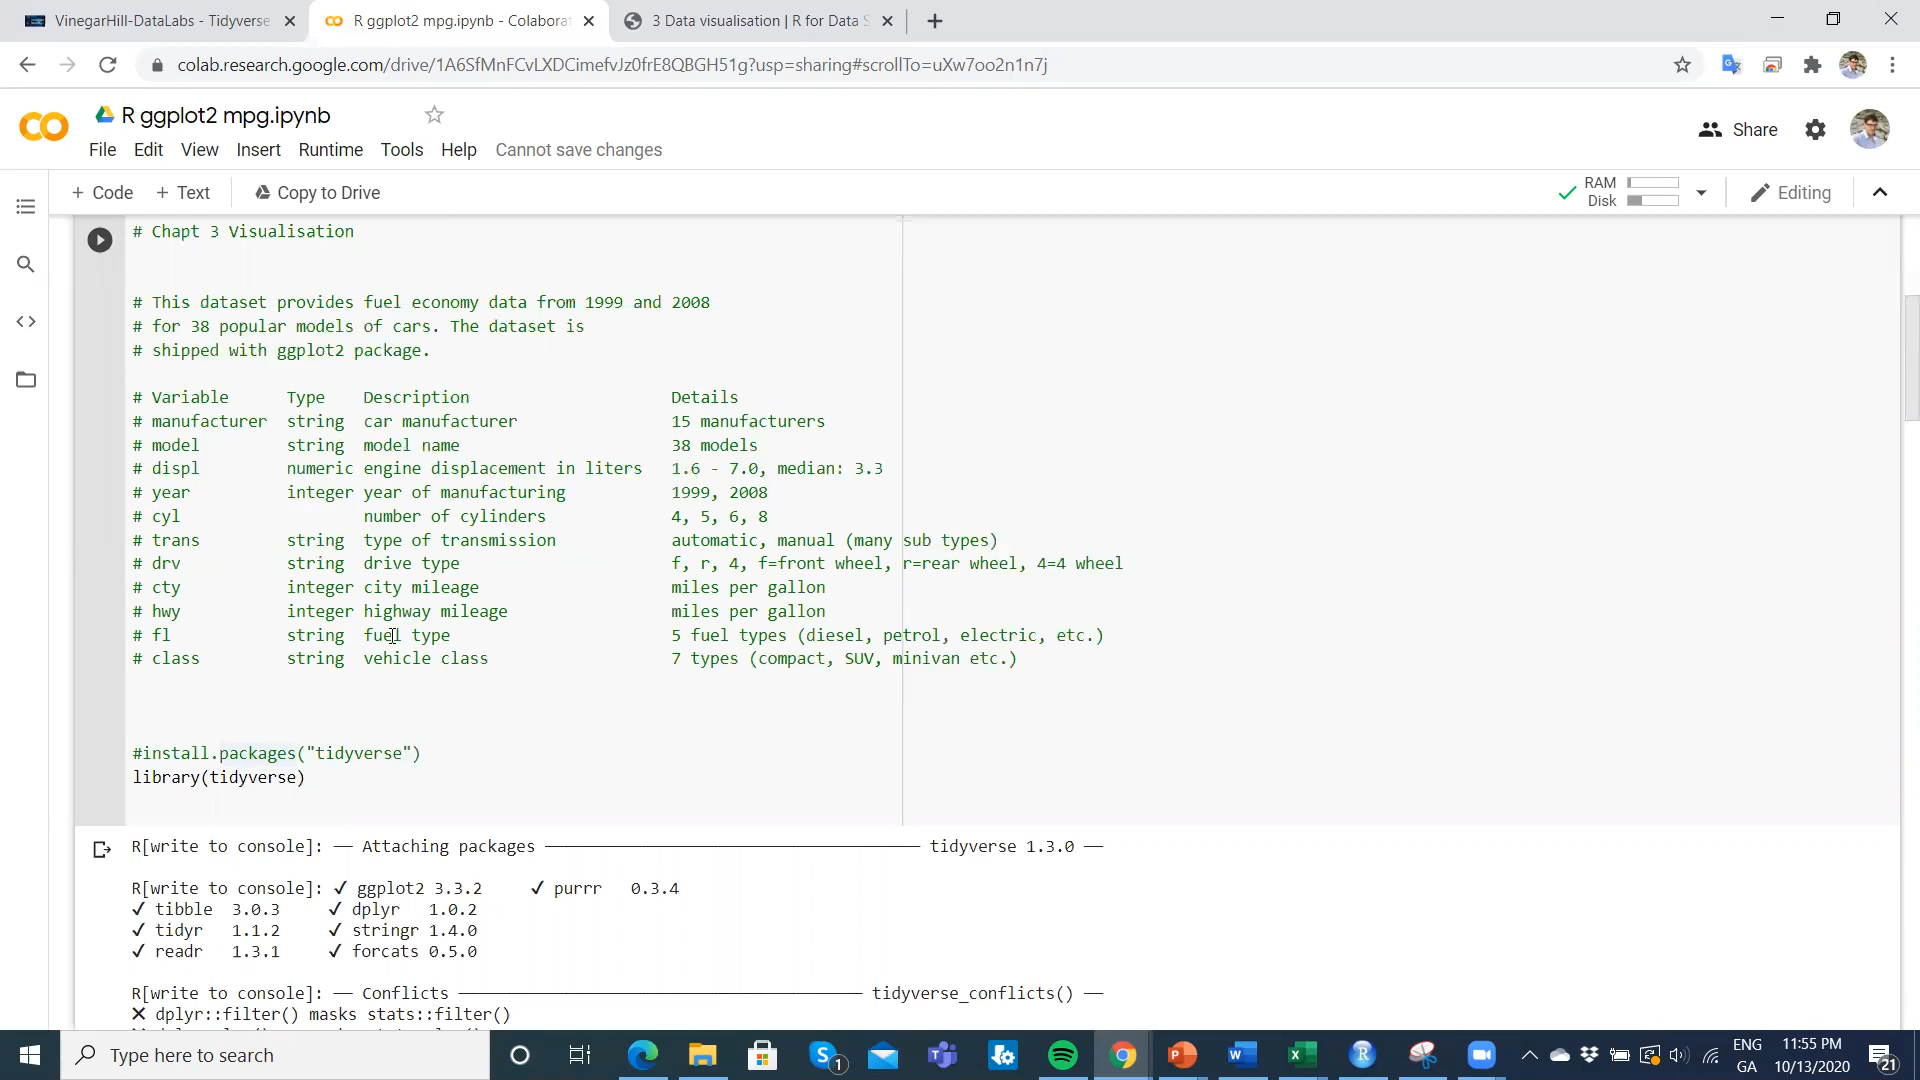 VinegarHill-DataLabs - Tidyverse
R ggplot2 mpg.ipynb - Colaborat
3 Data visualisation | R for Data S
colab.research.google.com/drive/1A6SfMnFCvLXDCimefvJz0frE8QBGH51g?usp=sharing#scrollTo=uXw7oo2n1n7j
R ggplot2 mpg.ipynb
File Edit View Insert Runtime Tools Help Cannot save changes
Share
+ Code + Text Copy to Drive
RAM
Disk
Editing
# Chapt 3 Visualisation
# This dataset provides fuel economy data from 1999 and 2008
# for 38 popular models of cars. The dataset is
# shipped with ggplot2 package.
# Variable Type Description Details
# manufacturer string car manufacturer 15 manufacturers
# model string model name 38 models
# displ numeric engine displacement in liters 1.6 - 7.0, median: 3.3
# year integer year of manufacturing 1999, 2008
# cyl number of cylinders 4, 5, 6, 8
# trans string type of transmission automatic, manual (many sub types)
# drv string drive type f, r, 4, f=front wheel, r=rear wheel, 4=4 wheel
# cty integer city mileage miles per gallon
# hwy integer highway mileage miles per gallon
# fl string fuel type 5 fuel types (diesel, petrol, electric, etc.)
# class string vehicle class 7 types (compact, SUV, minivan etc.)
#install.packages("tidyverse")
library(tidyverse)
R[write to console]: ── Attaching packages ─────────────────────────────────────── tidyverse 1.3.0 ──
R[write to console]: ✔ ggplot2 3.3.2 ✔ purrr 0.3.4
✔ tibble 3.0.3 ✔ dplyr 1.0.2
✔ tidyr 1.1.2 ✔ stringr 1.4.0
✔ readr 1.3.1 ✔ forcats 0.5.0
R[write to console]: ── Conflicts ────────────────────────────────────────── tidyverse_conflicts() ──
✖ dplyr::filter() masks stats::filter()
Type here to search
1
ENG
GA
11:55 PM
10/13/2020
21